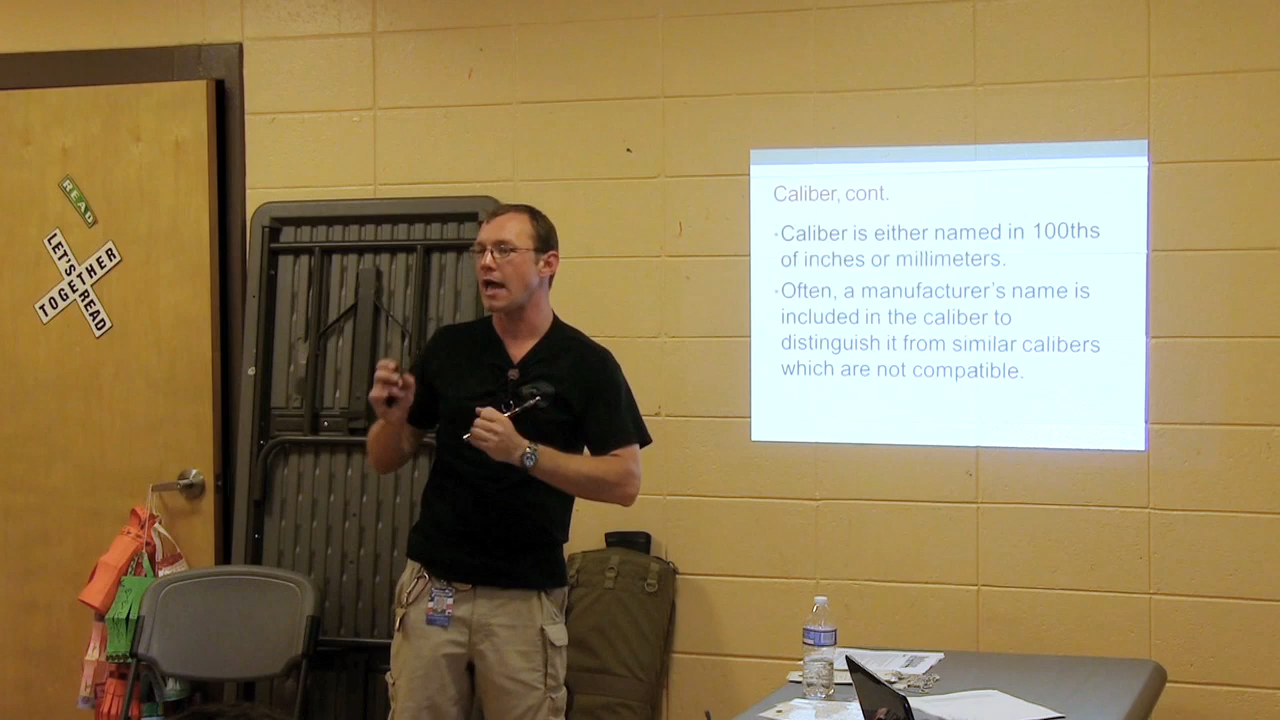 READ
LET'S
TOGETHER
READ
Caliber, cont.
•Caliber is either named in 100ths
of inches or millimeters.
•Often, a manufacturer's name is
included in the caliber to
distinguish it from similar calibers
which are not compatible.